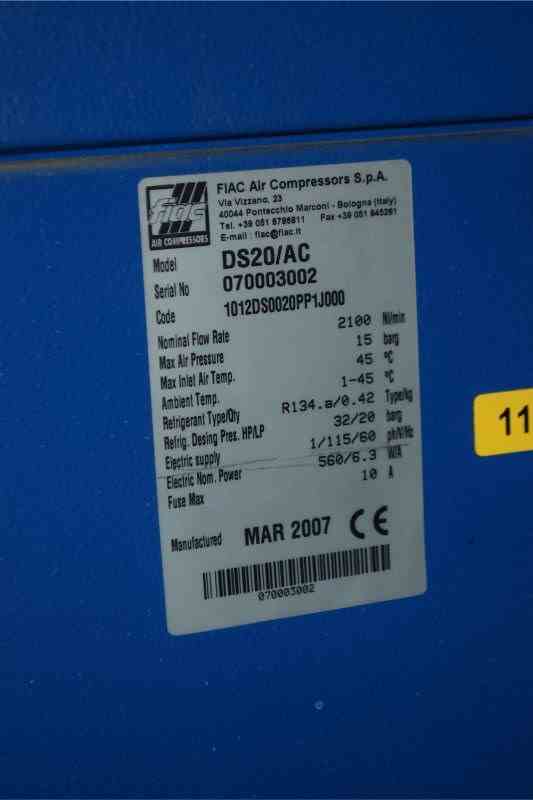 fiac
AIR COMPRESSORS
FIAC Air Compressors S.p.A.
Via Vizzano, 23
40044 Pontecchio Marconi - Bologna (Italy)
Tel. +39 051 6786811 Fax +39 051 845261
E-mail : fiac@fiac.it
Model DS20/AC
Serial No 070003002
Code 1012DS0020PP1J000
Nominal Flow Rate 2100 Nl/min
Max Air Pressure 15 barg
Max Inlet Air Temp. 45 ºC
Ambient Temp. 1-45 ºC
Refrigerant Type/Qty R134.a/0.42 Type/kg
Refrig. Desing Pres. HP/LP 32/20 barg
Electric supply 1/115/60 ph/V/Hz
Electric Nom. Power 560/6.3 W/A
Fuse Max 10 A
Manufactured MAR 2007 CE
070003002
11